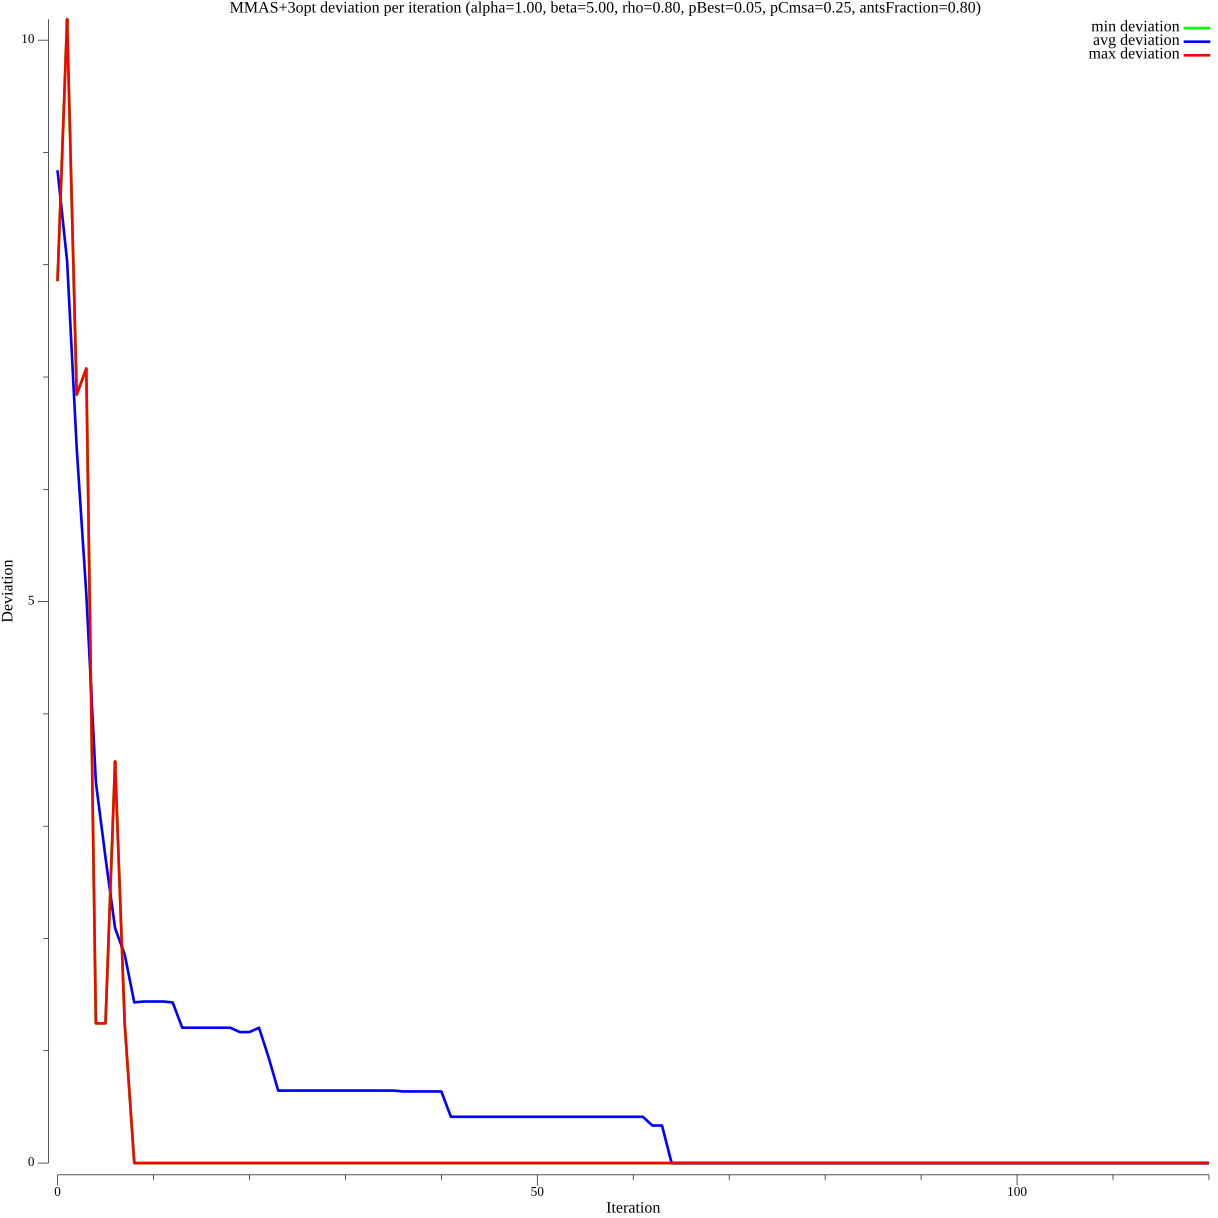 MMAS+3opt deviation per iteration (alpha=1.00, beta=5.00, rho=0.80, pBest=0.05, pCmsa=0.25, antsFraction=0.80)
min deviation
avg deviation
max deviation
10
5
0
Deviation
0 50 100
Iteration